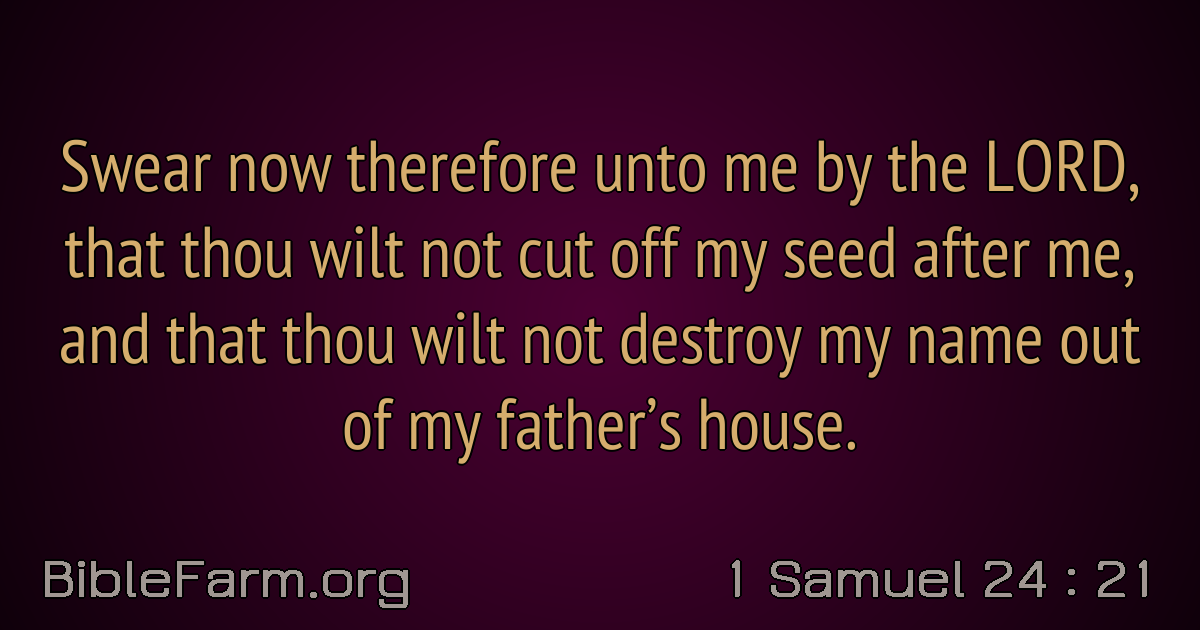 Swear now therefore unto me by the LORD,
that thou wilt not cut off my seed after me,
and that thou wilt not destroy my name out
of my father’s house.
BibleFarm.org
1 Samuel 24 : 21